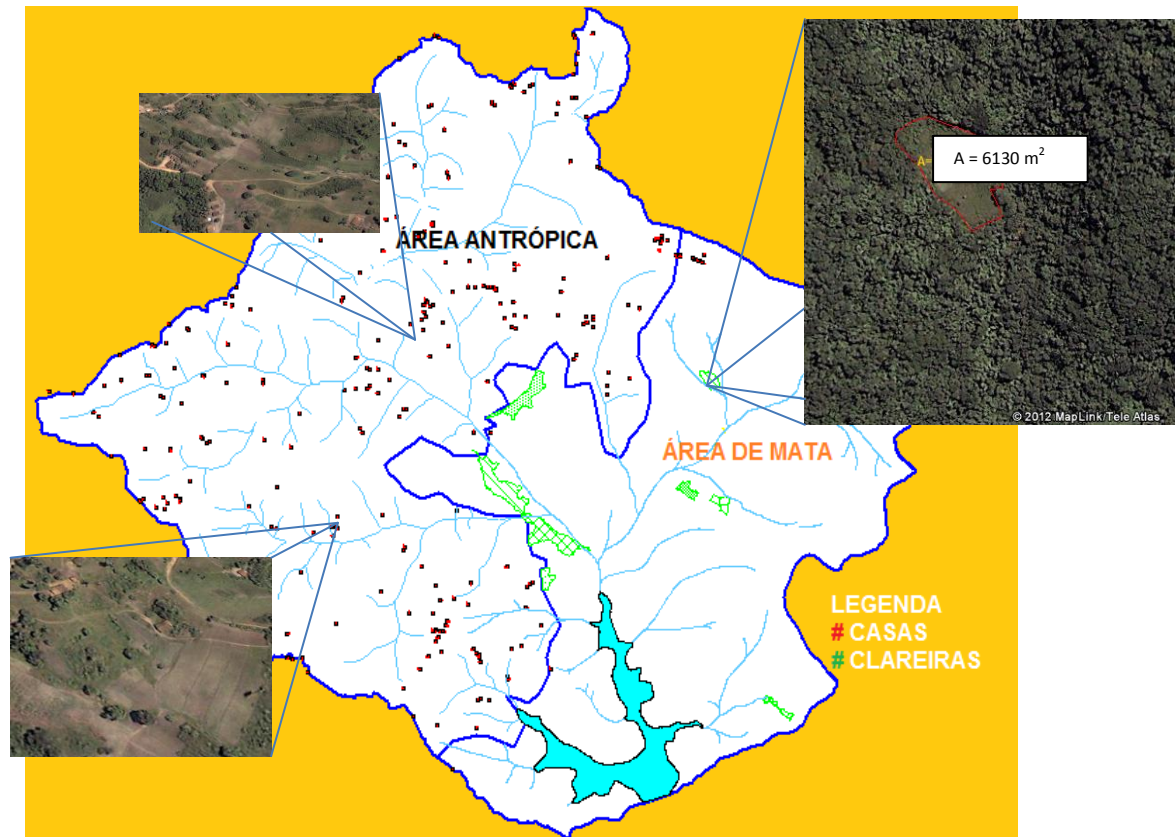 A=
A = 6130 m²
ÁREA ANTRÓPICA
© 2012 MapLink/Tele Atlas
ÁREA DE MATA
LEGENDA
# CASAS
# CLAREIRAS